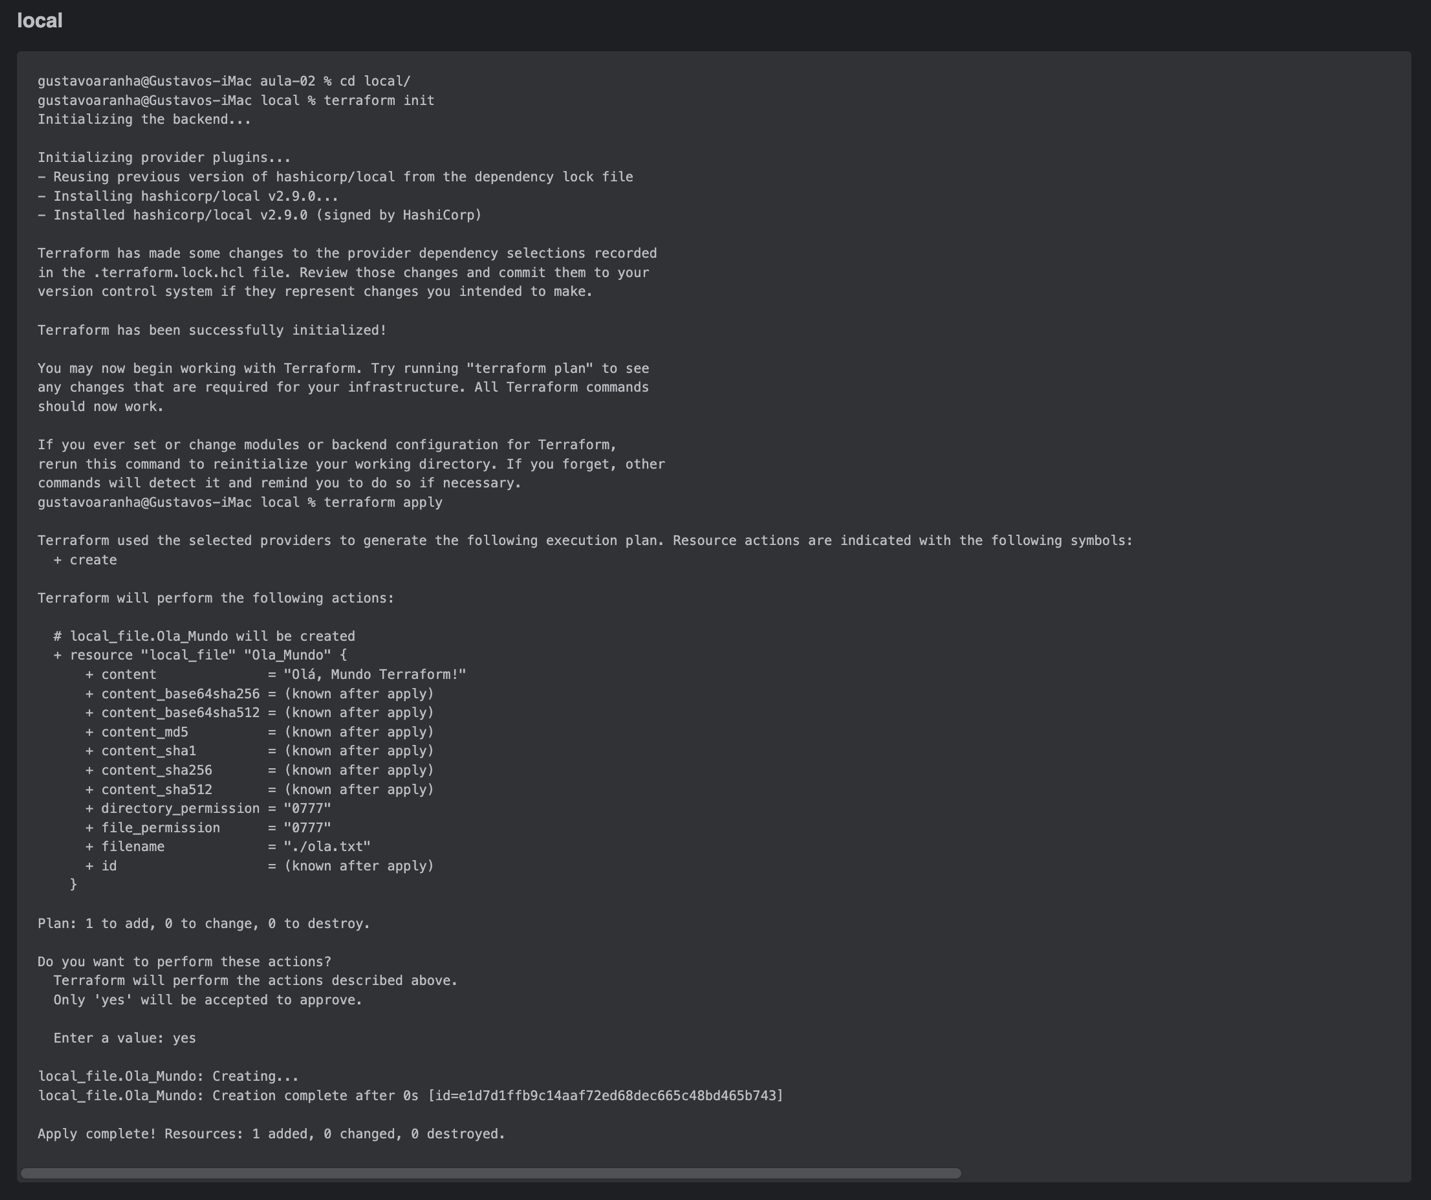 local
gustavoaranha@Gustavos-iMac aula-02 % cd local/
gustavoaranha@Gustavos-iMac local % terraform init
Initializing the backend...
Initializing provider plugins...
- Reusing previous version of hashicorp/local from the dependency lock file
- Installing hashicorp/local v2.9.0...
- Installed hashicorp/local v2.9.0 (signed by HashiCorp)
Terraform has made some changes to the provider dependency selections recorded
in the .terraform.lock.hcl file. Review those changes and commit them to your
version control system if they represent changes you intended to make.
Terraform has been successfully initialized!
You may now begin working with Terraform. Try running "terraform plan" to see
any changes that are required for your infrastructure. All Terraform commands
should now work.
If you ever set or change modules or backend configuration for Terraform,
rerun this command to reinitialize your working directory. If you forget, other
commands will detect it and remind you to do so if necessary.
gustavoaranha@Gustavos-iMac local % terraform apply
Terraform used the selected providers to generate the following execution plan. Resource actions are indicated with the following symbols:
  + create
Terraform will perform the following actions:
  # local_file.Ola_Mundo will be created
  + resource "local_file" "Ola_Mundo" {
      + content              = "Olá, Mundo Terraform!"
      + content_base64sha256 = (known after apply)
      + content_base64sha512 = (known after apply)
      + content_md5          = (known after apply)
      + content_sha1         = (known after apply)
      + content_sha256       = (known after apply)
      + content_sha512       = (known after apply)
      + directory_permission = "0777"
      + file_permission      = "0777"
      + filename             = "./ola.txt"
      + id                   = (known after apply)
    }
Plan: 1 to add, 0 to change, 0 to destroy.
Do you want to perform these actions?
  Terraform will perform the actions described above.
  Only 'yes' will be accepted to approve.
  Enter a value: yes
local_file.Ola_Mundo: Creating...
local_file.Ola_Mundo: Creation complete after 0s [id=e1d7d1ffb9c14aaf72ed68dec665c48bd465b743]
Apply complete! Resources: 1 added, 0 changed, 0 destroyed.